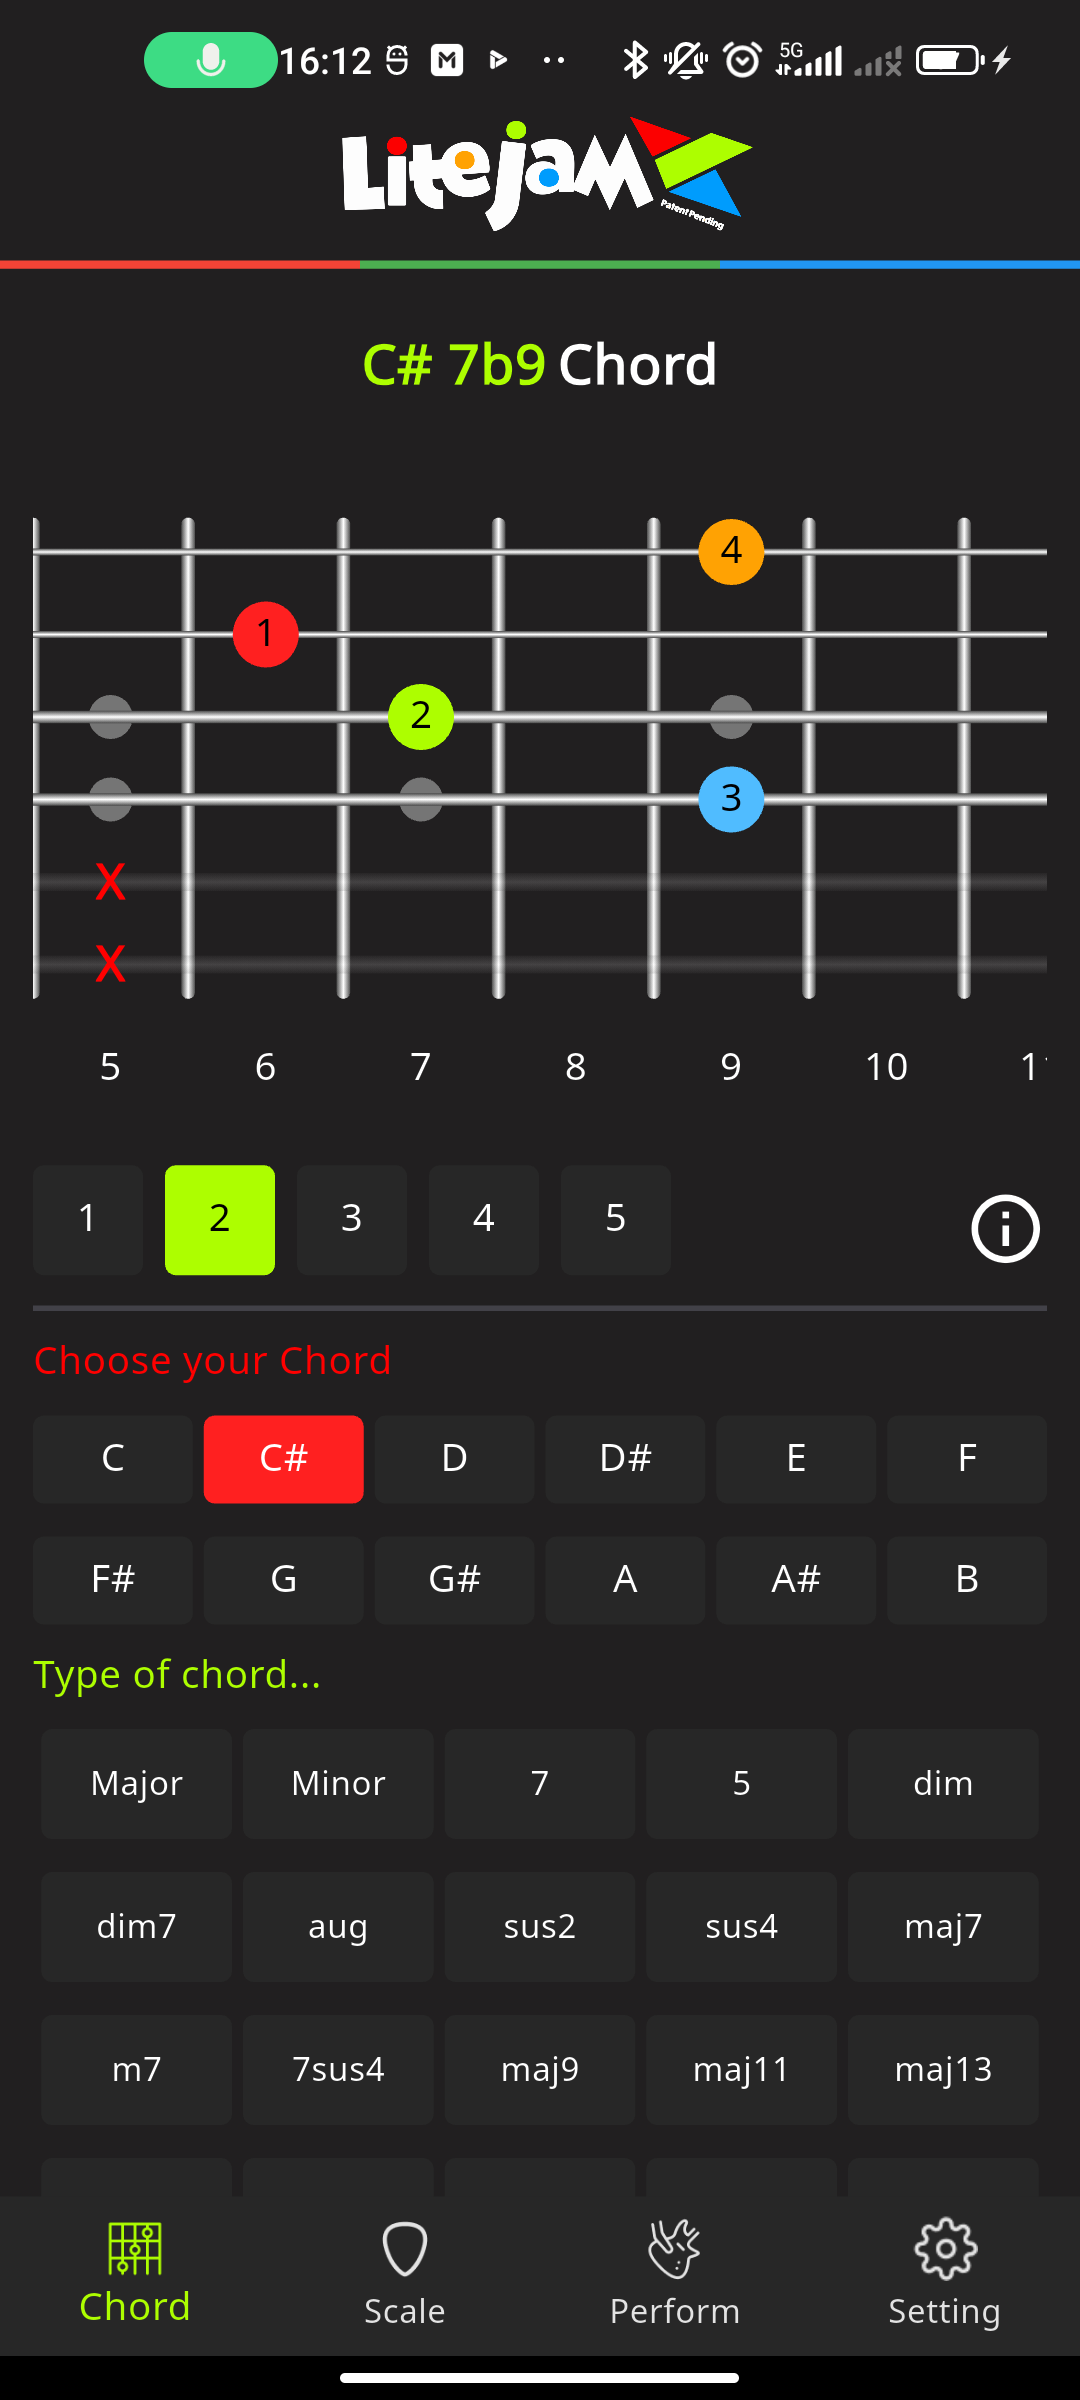 16:12
5G
Litejam
Patent Pending
C# 7b9 Chord
4
1
2
3
X
X
5 6 7 8 9 10
1 2 3 4 5
Choose your Chord
C C# D D# E F
F# G G# A A# B
Type of chord...
Major Minor 7 5 dim
dim7 aug sus2 sus4 maj7
m7 7sus4 maj9 maj11 maj13
Chord Scale Perform Setting